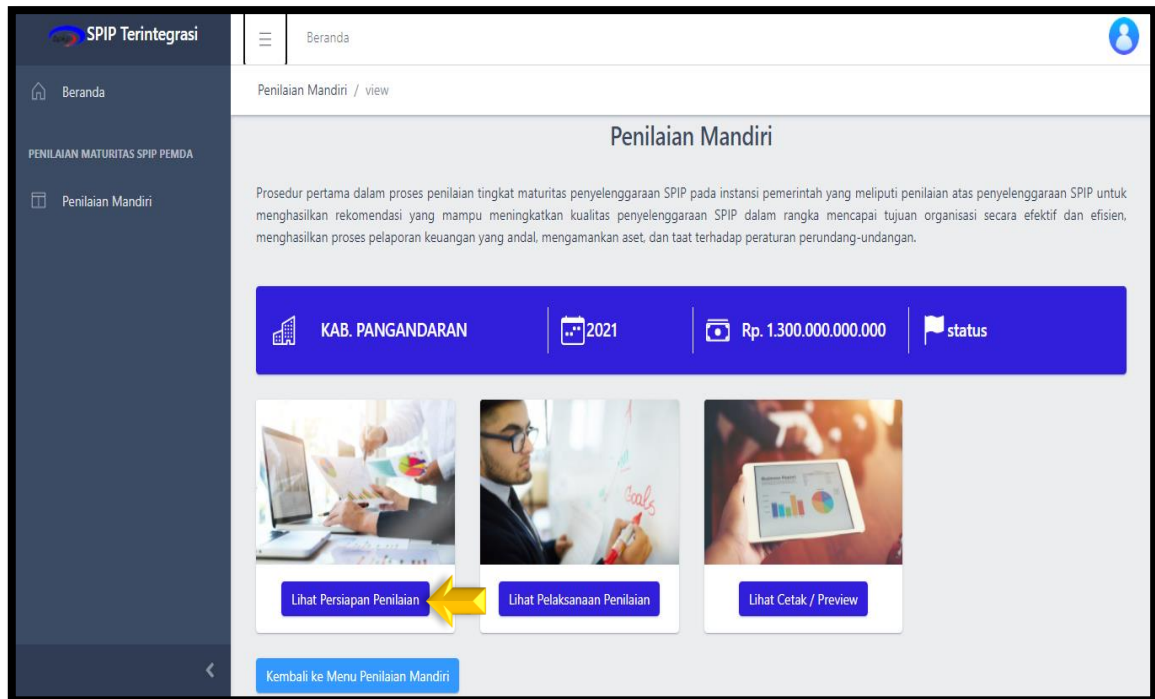 SPIP Terintegrasi
Beranda
Beranda
Penilaian Mandiri / view
PENILAIAN MATURITAS SPIP PEMDA
Penilaian Mandiri
Penilaian Mandiri
Prosedur pertama dalam proses penilaian tingkat maturitas penyelenggaraan SPIP pada instansi pemerintah yang meliputi penilaian atas penyelenggaraan SPIP untuk
menghasilkan rekomendasi yang mampu meningkatkan kualitas penyelenggaraan SPIP dalam rangka mencapai tujuan organisasi secara efektif dan efisien,
menghasilkan proses pelaporan keuangan yang andal, mengamankan aset, dan taat terhadap peraturan perundang-undangan.
KAB. PANGANDARAN 2021 Rp. 1.300.000.000.000 status
Goals
Business Report
Lihat Persiapan Penilaian
Lihat Pelaksanaan Penilaian
Lihat Cetak / Preview
Kembali ke Menu Penilaian Mandiri